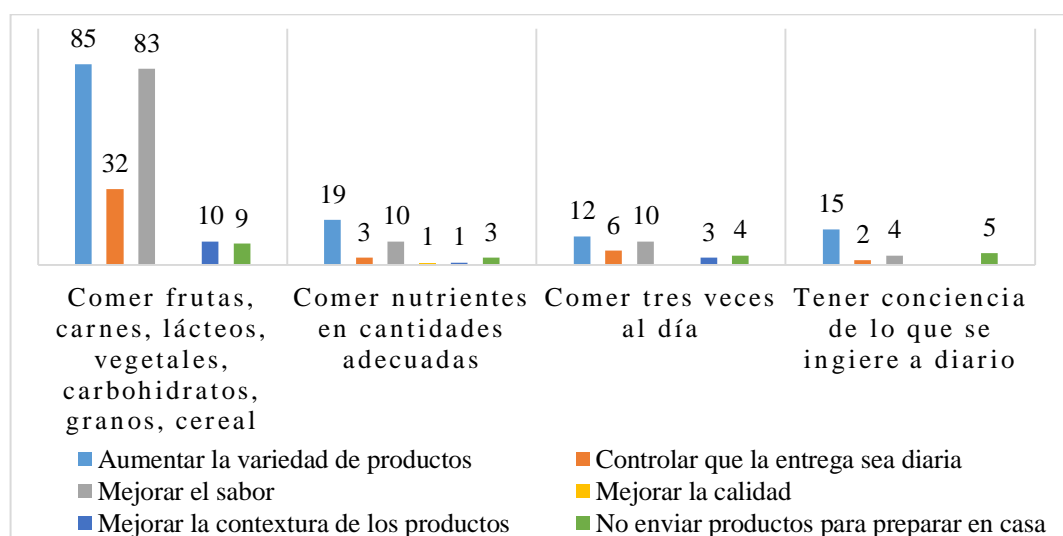 85
32
83
10
9
19
3
10
1
1
3
12
6
10
3
4
15
2
4
5
Comer frutas,
carnes, lácteos,
vegetales,
carbohidratos,
granos, cereal
Comer nutrientes
en cantidades
adecuadas
Comer tres veces
al día
Tener conciencia
de lo que se
ingiere a diario
Aumentar la variedad de productos
Controlar que la entrega sea diaria
Mejorar el sabor
Mejorar la calidad
Mejorar la contextura de los productos
No enviar productos para preparar en casa